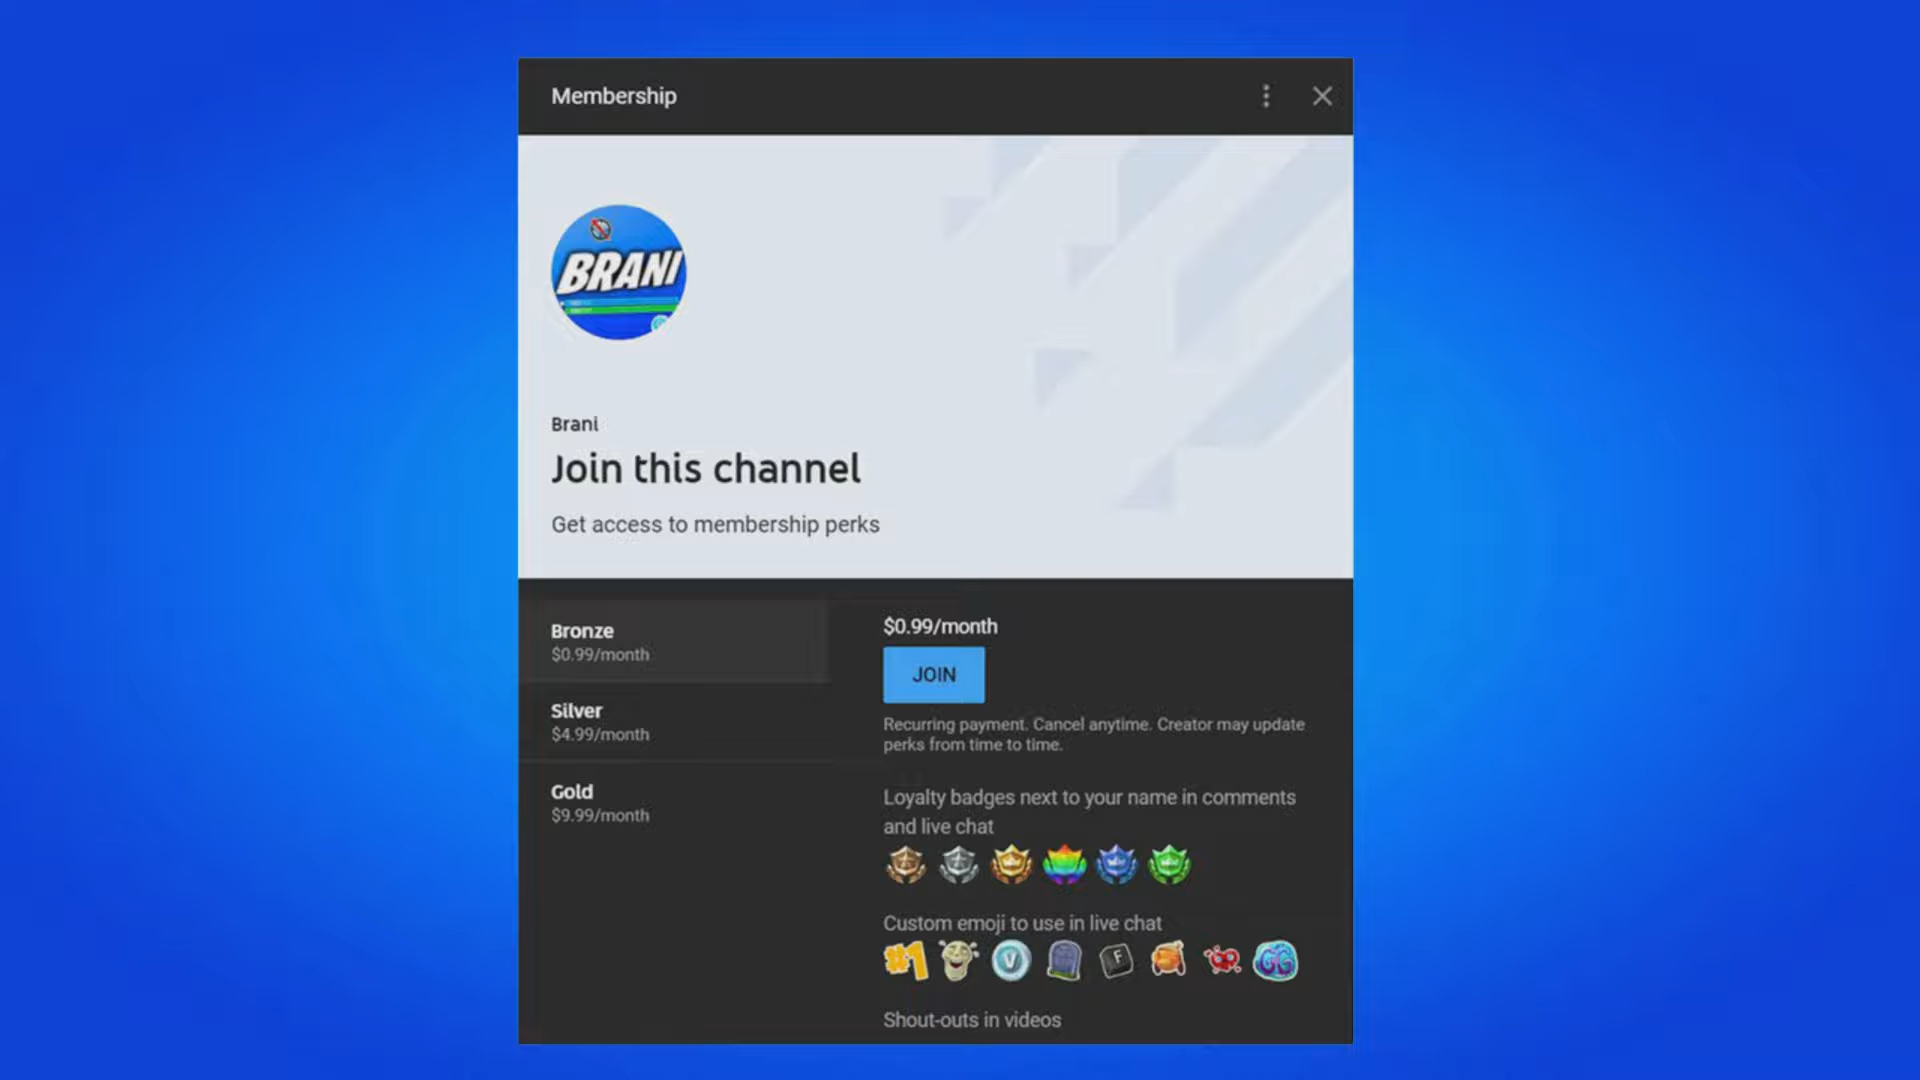 Membership
BRANI
Brani
Join this channel
Get access to membership perks
Bronze
$0.99/month
Silver
$4.99/month
Gold
$9.99/month
$0.99/month
JOIN
Recurring payment. Cancel anytime. Creator may update
perks from time to time.
Loyalty badges next to your name in comments
and live chat
Custom emoji to use in live chat
#1
V
F
GG
Shout-outs in videos